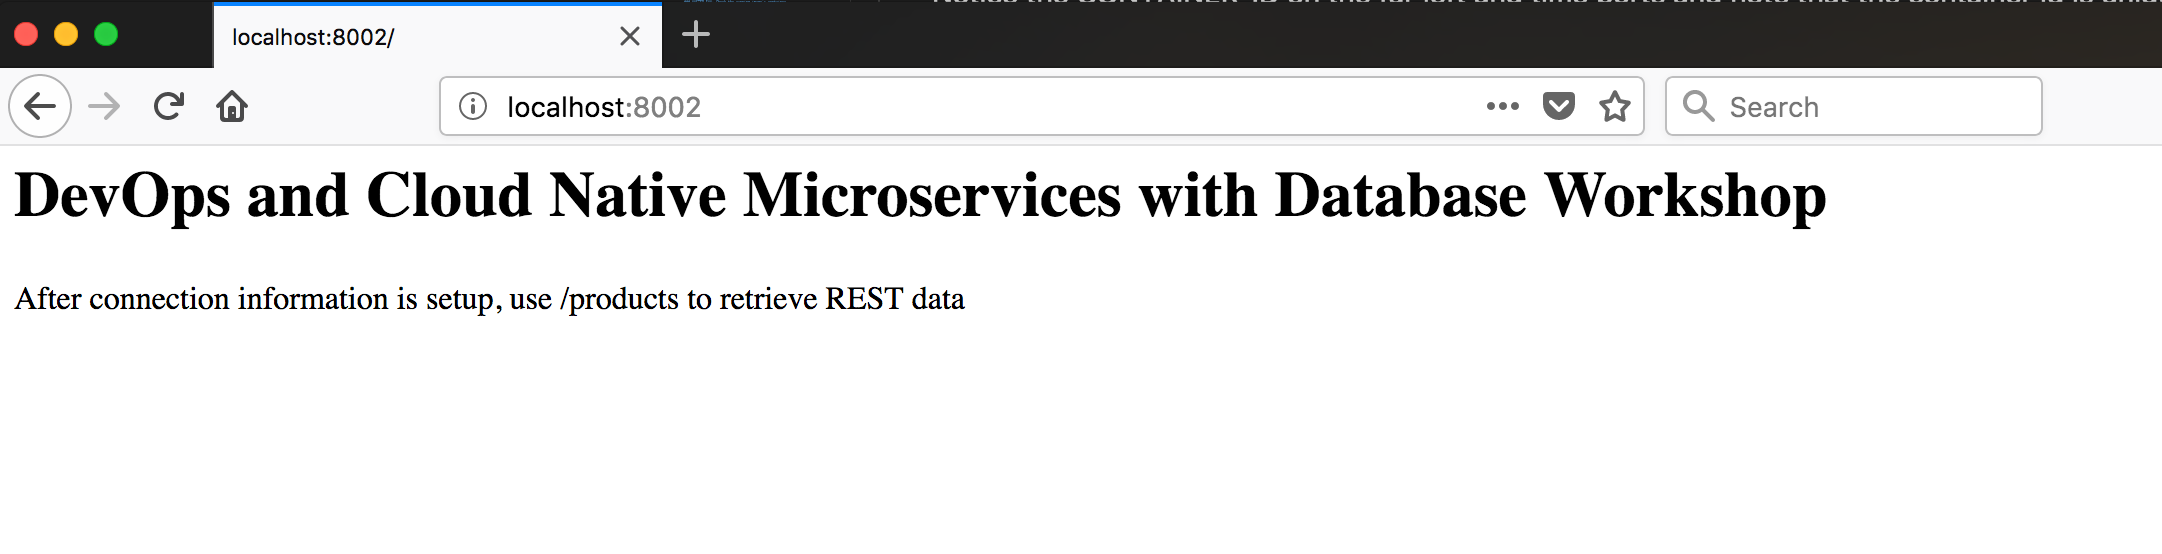 localhost:8002/
localhost:8002
Search
DevOps and Cloud Native Microservices with Database Workshop
After connection information is setup, use /products to retrieve REST data